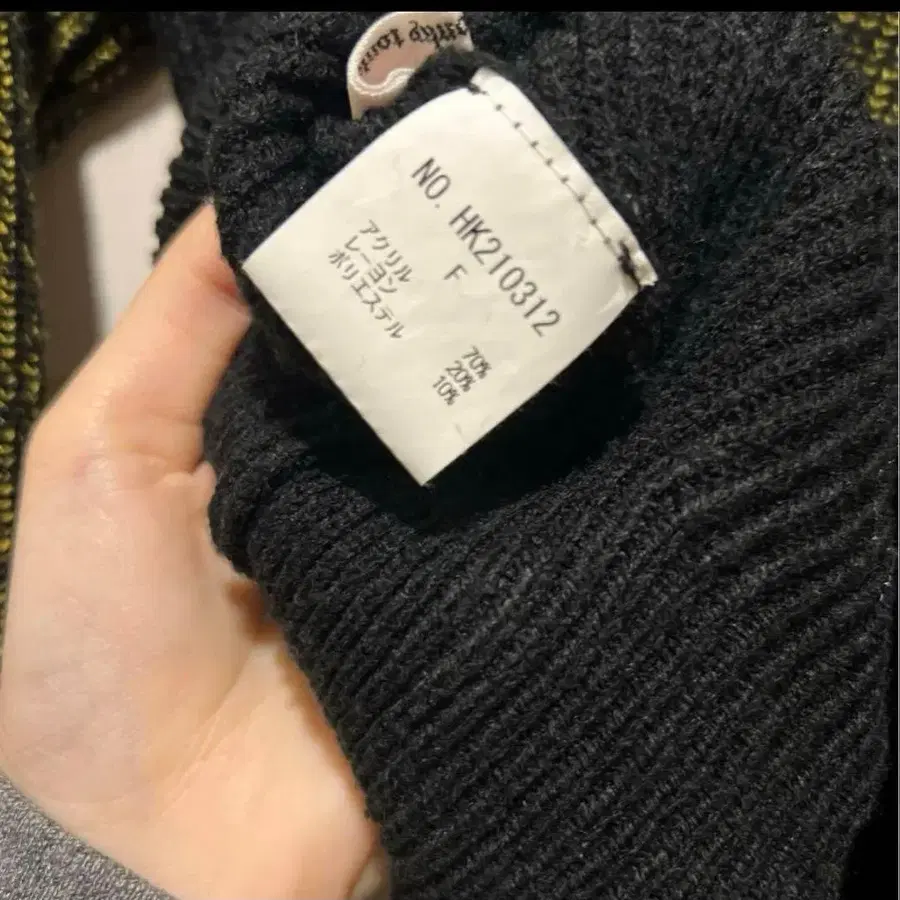 NO. HK210312
F
アクリル 70%
レーヨン 20%
ポリエステル 10%